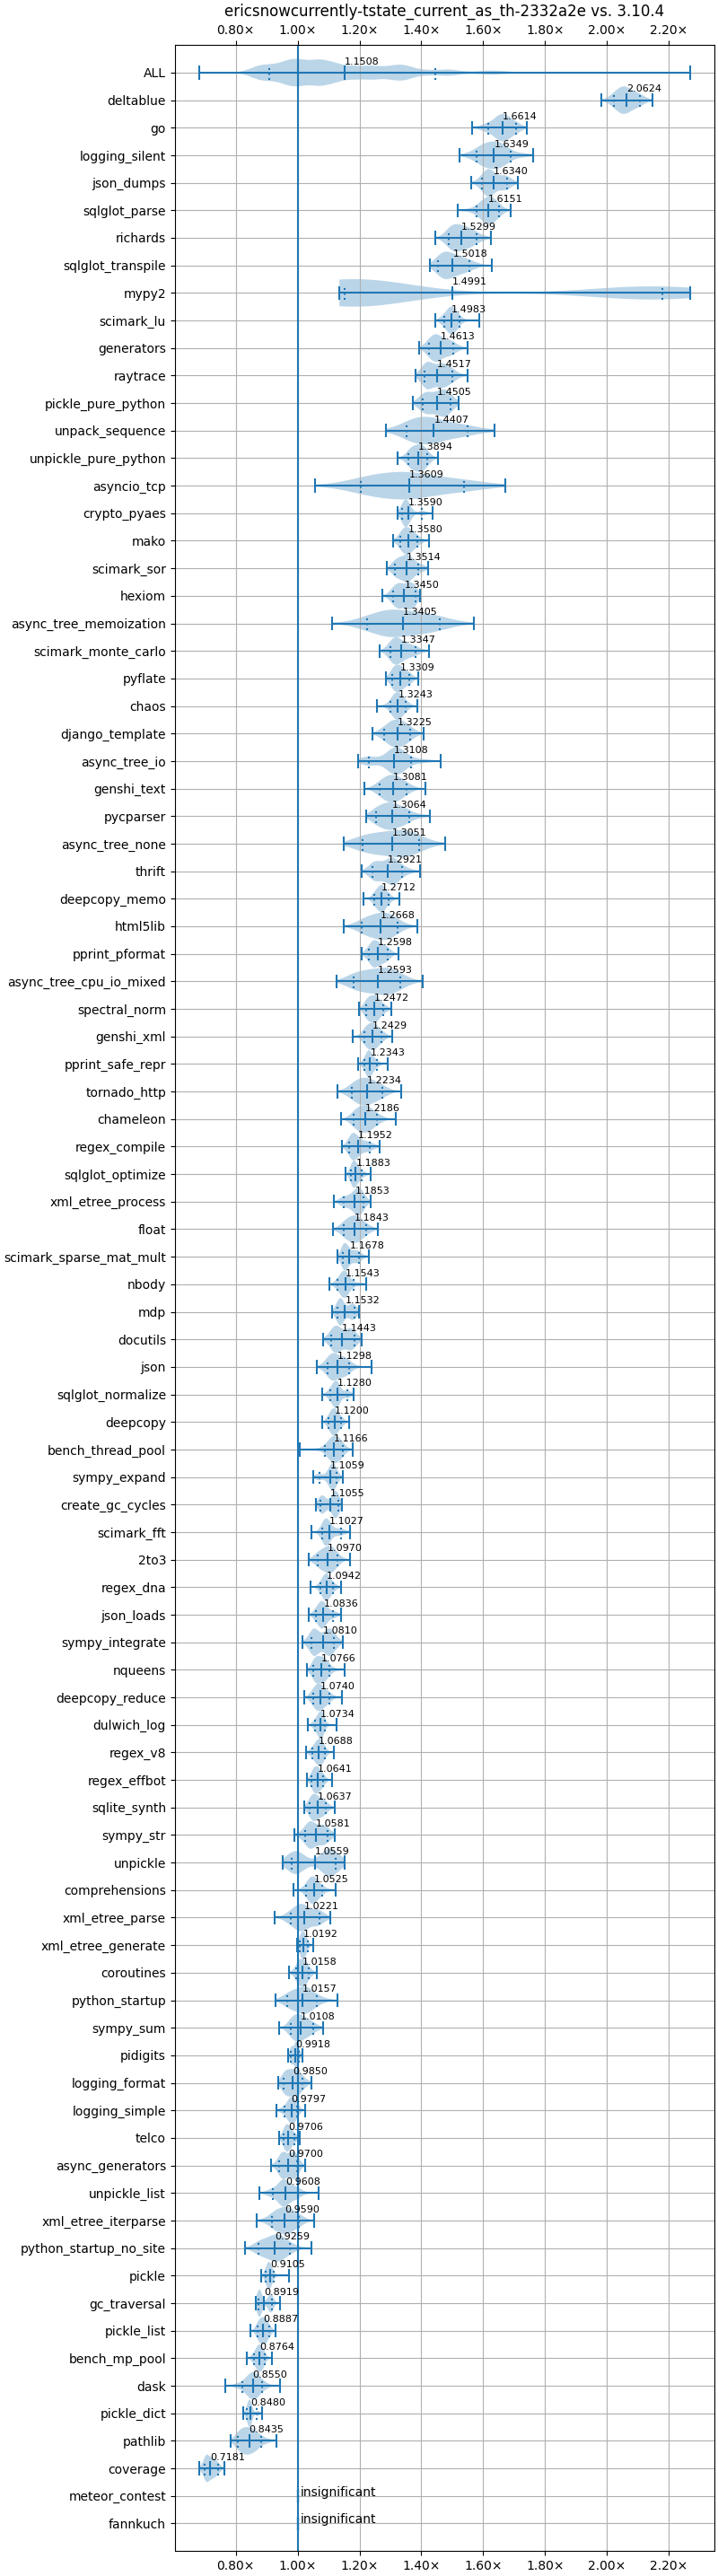 ericsnowcurrently-tstate_current_as_th-2332a2e vs. 3.10.4
0.80× 1.00× 1.20× 1.40× 1.60× 1.80× 2.00× 2.20×
ALL 1.1508
deltablue 2.0624
go 1.6614
logging_silent 1.6349
json_dumps 1.6340
sqlglot_parse 1.6151
richards 1.5299
sqlglot_transpile 1.5018
mypy2 1.4991
scimark_lu 1.4983
generators 1.4613
raytrace 1.4517
pickle_pure_python 1.4505
unpack_sequence 1.4407
unpickle_pure_python 1.3894
asyncio_tcp 1.3609
crypto_pyaes 1.3590
mako 1.3580
scimark_sor 1.3514
hexiom 1.3450
async_tree_memoization 1.3405
scimark_monte_carlo 1.3347
pyflate 1.3309
chaos 1.3243
django_template 1.3225
async_tree_io 1.3108
genshi_text 1.3081
pycparser 1.3064
async_tree_none 1.3051
thrift 1.2921
deepcopy_memo 1.2712
html5lib 1.2668
pprint_pformat 1.2598
async_tree_cpu_io_mixed 1.2593
spectral_norm 1.2472
genshi_xml 1.2429
pprint_safe_repr 1.2343
tornado_http 1.2234
chameleon 1.2186
regex_compile 1.1952
sqlglot_optimize 1.1883
xml_etree_process 1.1853
float 1.1843
scimark_sparse_mat_mult 1.1678
nbody 1.1543
mdp 1.1532
docutils 1.1443
json 1.1298
sqlglot_normalize 1.1280
deepcopy 1.1200
bench_thread_pool 1.1166
sympy_expand 1.1059
create_gc_cycles 1.1055
scimark_fft 1.1027
2to3 1.0970
regex_dna 1.0942
json_loads 1.0836
sympy_integrate 1.0810
nqueens 1.0766
deepcopy_reduce 1.0740
dulwich_log 1.0734
regex_v8 1.0688
regex_effbot 1.0641
sqlite_synth 1.0637
sympy_str 1.0581
unpickle 1.0559
comprehensions 1.0525
xml_etree_parse 1.0221
xml_etree_generate 1.0192
coroutines 1.0158
python_startup 1.0157
sympy_sum 1.0108
pidigits 0.9918
logging_format 0.9850
logging_simple 0.9797
telco 0.9706
async_generators 0.9700
unpickle_list 0.9608
xml_etree_iterparse 0.9590
python_startup_no_site 0.9259
pickle 0.9105
gc_traversal 0.8919
pickle_list 0.8887
bench_mp_pool 0.8764
dask 0.8550
pickle_dict 0.8480
pathlib 0.8435
coverage 0.7181
meteor_contest insignificant
fannkuch insignificant
0.80× 1.00× 1.20× 1.40× 1.60× 1.80× 2.00× 2.20×